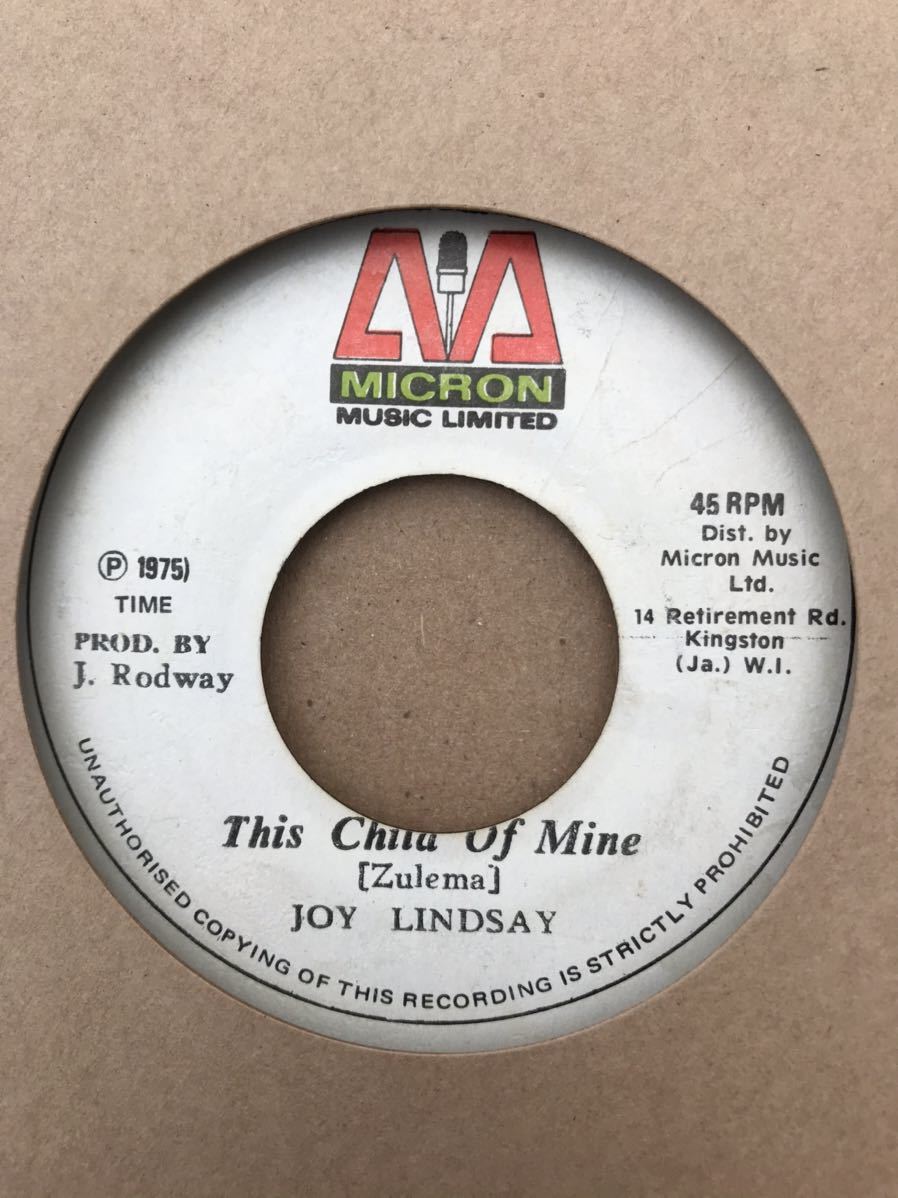 MICRON
MUSIC LIMITED
45 RPM
Dist. by
Micron Music
Ltd.
14 Retirement Rd.
Kingston
(Ja.) W.I.
Ⓟ 1975)
TIME
PROD. BY
J. Rodway
This Child Of Mine
[Zulema]
JOY LINDSAY
UNAUTHORISED COPYING OF THIS RECORDING IS STRICTLY PROHIBITED